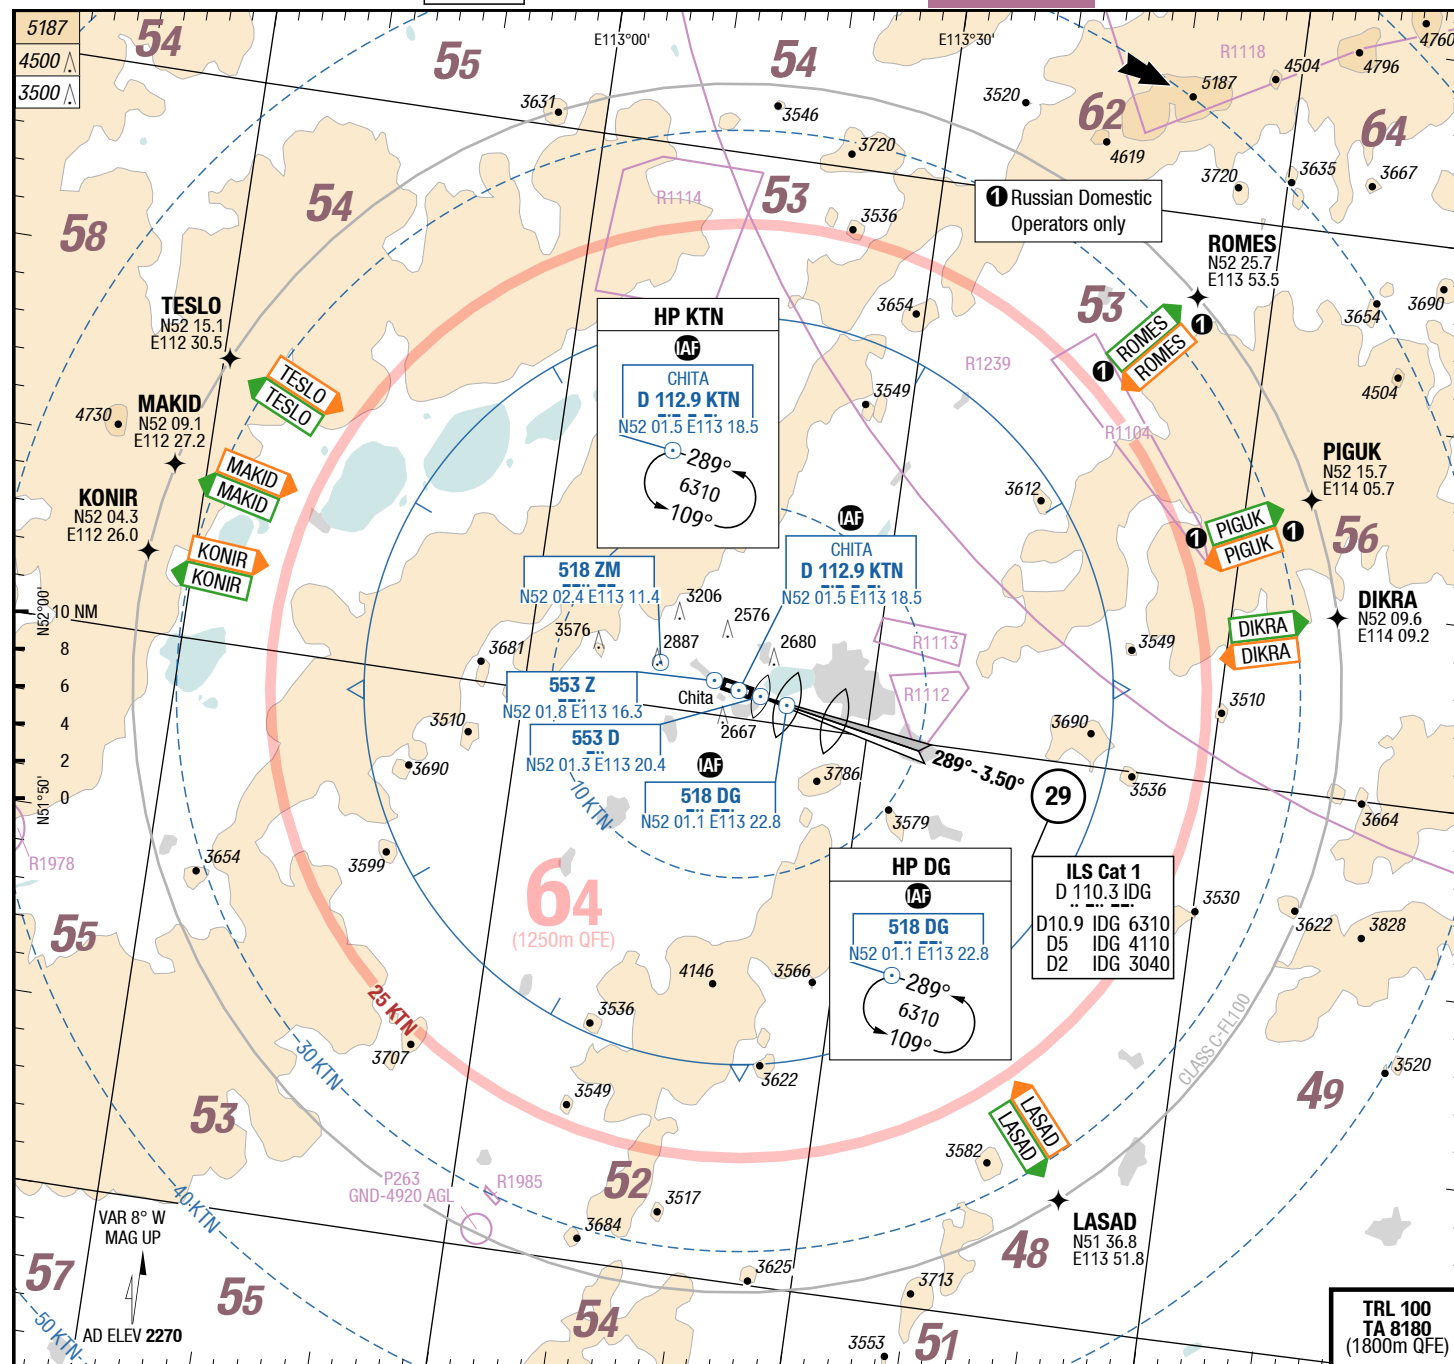 5187
4500
3500
54
55
E113°00'
54
E113°30'
R1118
4760
4796
4504
5187
62
64
3631
3546
3520
3720
4619
3720
3635
3667
R1114
53
54
58
3536
1 Russian Domestic
Operators only
ROMES
N52 25.7
E113 53.5
53
3654
3690
3654
4504
TESLO
N52 15.1
E112 30.5
TESLO
TESLO
HP KTN
IAF
CHITA
D 112.9 KTN
N52 01.5 E113 18.5
289°
6310
109°
R1239
3549
1
ROMES
ROMES
1
R1104
4730
MAKID
N52 09.1
E112 27.2
MAKID
MAKID
KONIR
N52 04.3
E112 26.0
KONIR
KONIR
3612
PIGUK
N52 15.7
E114 05.7
1
PIGUK
PIGUK
1
56
IAF
CHITA
D 112.9 KTN
N52 01.5 E113 18.5
518 ZM
N52 02.4 E113 11.4
3206
2576
3576
2887
2680
3681
DIKRA
N52 09.6
E114 09.2
DIKRA
DIKRA
R1113
R1112
3549
3510
N52°00'
10 NM
8
6
4
2
0
N51°50'
553 Z
N52 01.8 E113 16.3
Chita
2667
553 D
N52 01.3 E113 20.4
IAF
518 DG
N52 01.1 E113 22.8
10 KTN
3510
3690
3690
289°-3.50°
29
3786
3579
3536
3664
R1978
3654
3599
64
(1250m QFE)
HP DG
IAF
518 DG
N52 01.1 E113 22.8
289°
6310
109°
ILS Cat 1
D 110.3 IDG
D10.9 IDG 6310
D5 IDG 4110
D2 IDG 3040
3530
3622
3828
55
4146
3566
3536
25 KTN
3707
30 KTN
3549
3622
CLASS C-FL100
3520
49
53
LASAD
LASAD
3582
52
P263
GND-4920 AGL
R1985
3517
3684
40 KTN
VAR 8° W
MAG UP
LASAD
N51 36.8
E113 51.8
48
57
55
3625
3713
54
51
3553
50 KTN
AD ELEV 2270
TRL 100
TA 8180
(1800m QFE)